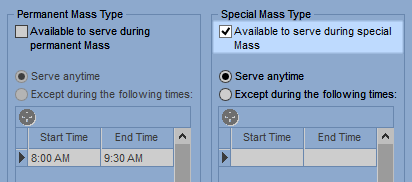 Permanent Mass Type
Available to serve during
permanent Mass
Serve anytime
Except during the following times:
Start Time End Time
8:00 AM 9:30 AM
Special Mass Type
Available to serve during special
Mass
Serve anytime
Except during the following times:
Start Time End Time